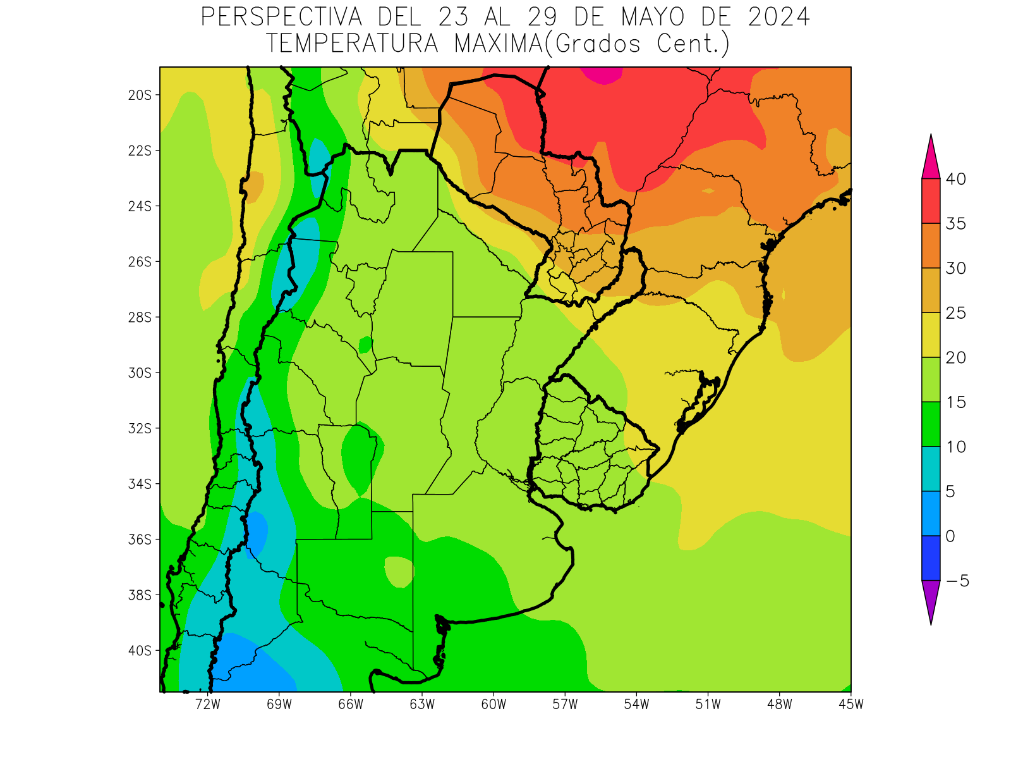 PERSPECTIVA DEL 23 AL 29 DE MAYO DE 2024
TEMPERATURA MAXIMA(Grados Cent.)
20S
22S
24S
26S
28S
30S
32S
34S
36S
38S
40S
72W 69W 66W 63W 60W 57W 54W 51W 48W 45W
40
35
30
25
20
15
10
5
0
−5